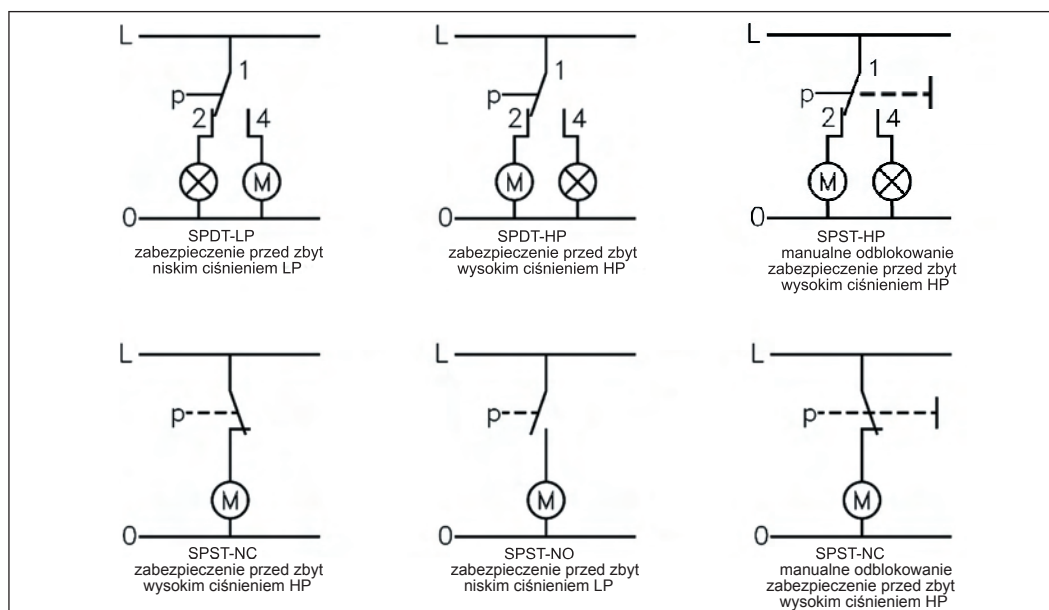 L
1
p
2
4
M
0
SPDT-LP
zabezpieczenie przed zbyt
niskim ciśnieniem LP
L
1
p
2
4
M
0
SPDT-HP
zabezpieczenie przed zbyt
wysokim ciśnieniem HP
L
1
p
2
4
M
0
SPST-HP
manualne odblokowanie
zabezpieczenie przed zbyt
wysokim ciśnieniem HP
L
p
M
0
SPST-NC
zabezpieczenie przed zbyt
wysokim ciśnieniem HP
L
p
M
0
SPST-NO
zabezpieczenie przed zbyt
niskim ciśnieniem LP
L
p
M
0
SPST-NC
manualne odblokowanie
zabezpieczenie przed zbyt
wysokim ciśnieniem HP